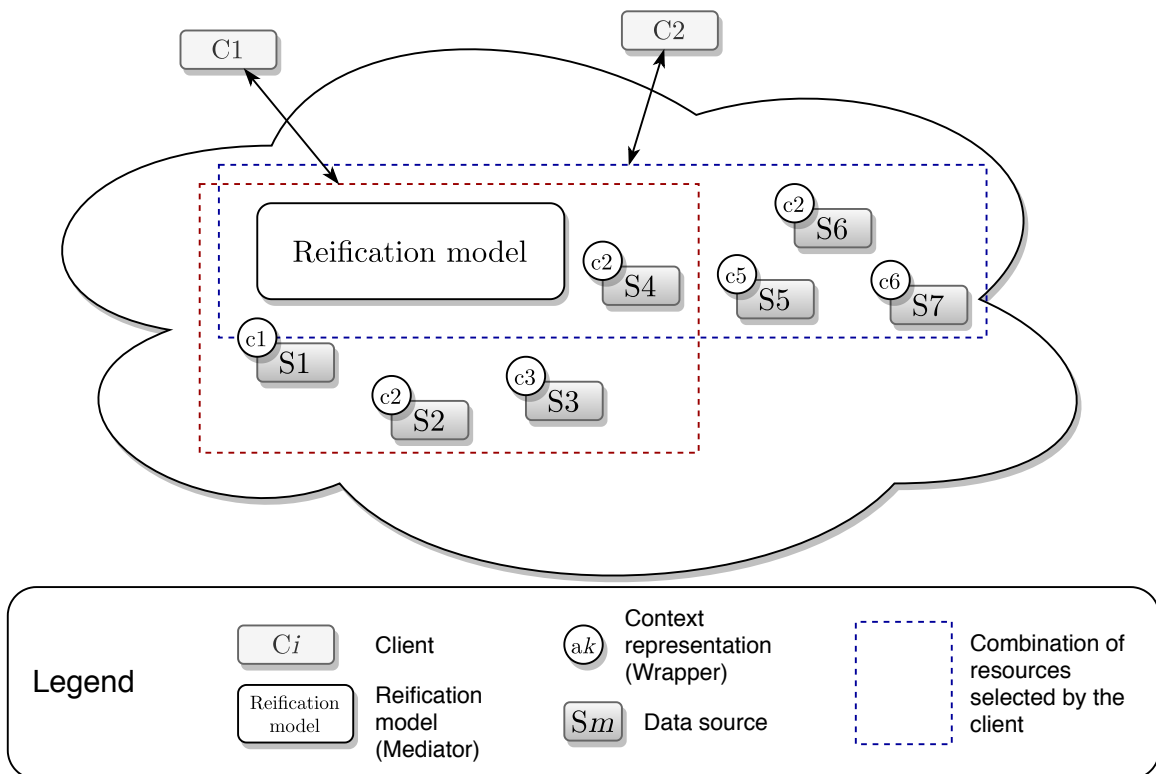 C1
C2
Reification model
c2
S6
c2
S4
c5
S5
c6
S7
c1
S1
c2
S2
c3
S3
Legend
Ci
Client
Reification
model
Reification
model
(Mediator)
ak
Context
representation
(Wrapper)
Sm
Data source
Combination of
resources
selected by the
client